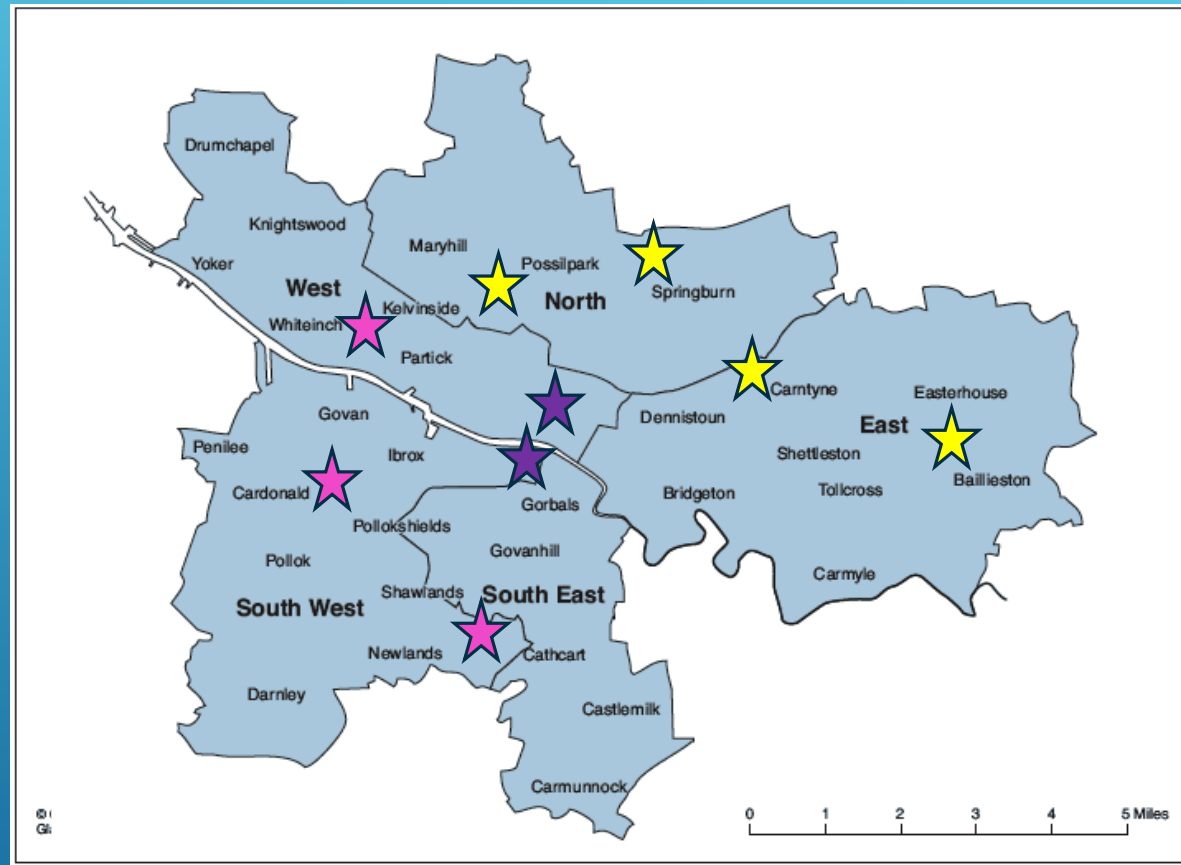 Drumchapel
Knightswood
Maryhill
Yoker
Possilpark
West
Springburn
North
Kelvinside
Whiteinch
Partick
Carntyne
Easterhouse
Govan
Dennistoun
East
Penilee
Ibrox
Shettleston
Cardonald
Bridgeton
Tollcross
Baillieston
Gorbals
Pollokshields
Govanhill
Pollok
Carmyle
Shawlands
South East
South West
Newlands
Cathcart
Darnley
Castlemilk
Carmunnock
0 1 2 3 4 5 Miles
©